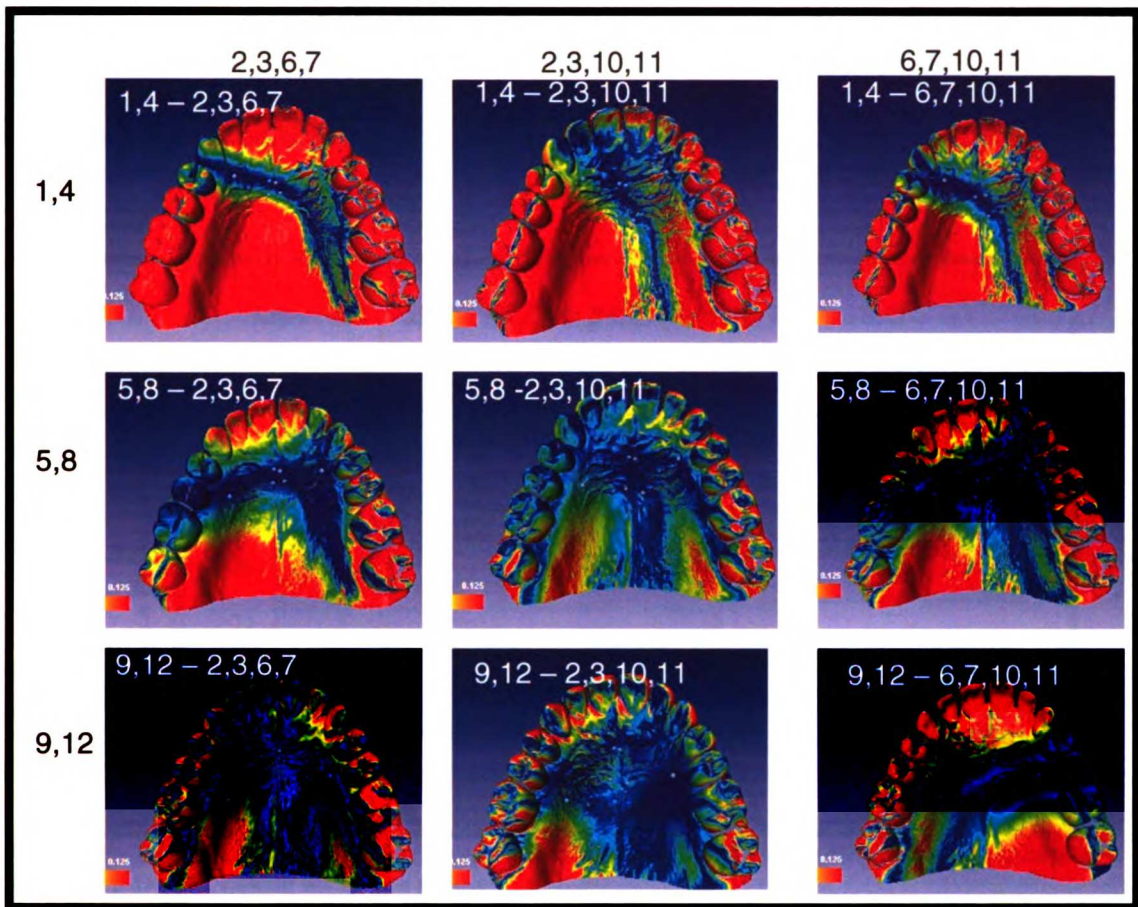 2,3,6,7 2,3,10,11 6,7,10,11
1,4 – 2,3,6,7 1,4 – 2,3,10,11 1,4 – 6,7,10,11
1,4
0.125 0.125 0.125
5,8 – 2,3,6,7 5,8 -2,3,10,11 5,8 – 6,7,10,11
5,8
0.125 0.125 0.125
9,12 – 2,3,6,7 9,12 – 2,3,10,11 9,12 – 6,7,10,11
9,12
0.125 0.125 0.125